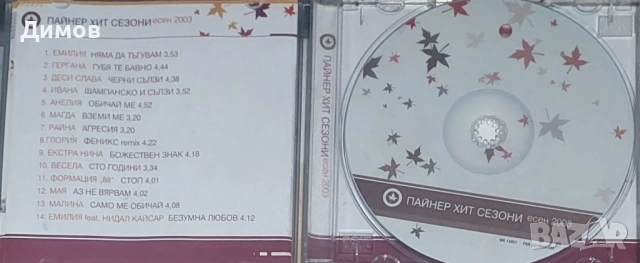 Димов
ПАЙНЕР ХИТ СЕЗОНИ есен 2003
1. ЕМИЛИЯ НЯМА ДА ТЪГУВАМ 3,53
2. ГЕРГАНА ГУБЯ ТЕ БАВНО 4,44
3. ДЕСИ СЛАВА ЧЕРНИ СЪЛЗИ 4,38
4. ИВАНА ШАМПАНСКО И СЪЛЗИ 3,52
5. АНЕЛИЯ ОБИЧАЙ МЕ 4,52
6. МАГДА ВЗЕМИ МЕ 3,20
7. РАЙНА АГРЕСИЯ 3,20
8. ГЛОРИЯ ФЕНИКС remix 4,22
9. ЕКСТРА НИНА БОЖЕСТВЕН ЗНАК 4,18
10. ВЕСЕЛА СТО ГОДИНИ 3,34
11. ФОРМАЦИЯ „88" СТОП 4,01
12. МАЯ АЗ НЕ ВЯРВАМ 4,02
13. МАЛИНА САМО МЕ ОБИЧАЙ 4,08
14. ЕМИЛИЯ feat. НИДАЛ КАЙСАР БЕЗУМНА ЛЮБОВ 4,12
ПАЙНЕР ХИТ СЕЗОНИ есен 2003
ПАЙНЕР ХИТ СЕЗОНИ есен 2003
bazar